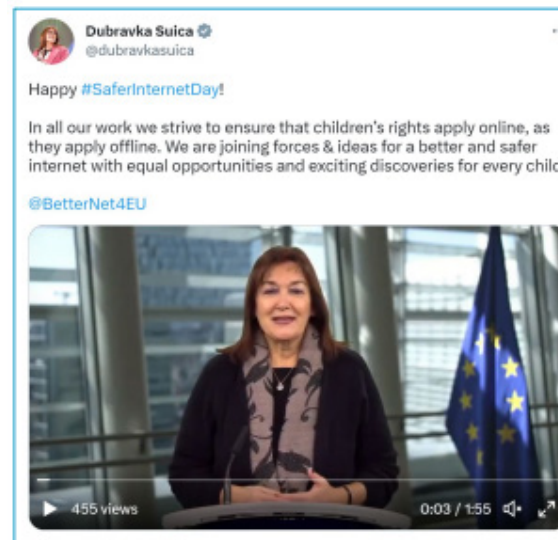 Dubravka Suica
@dubravkasuica
Happy #SaferInternetDay!
In all our work we strive to ensure that children's rights apply online, as
they apply offline. We are joining forces & ideas for a better and safer
internet with equal opportunities and exciting discoveries for every chil
@BetterNet4EU
455 views
0:03 / 1:55